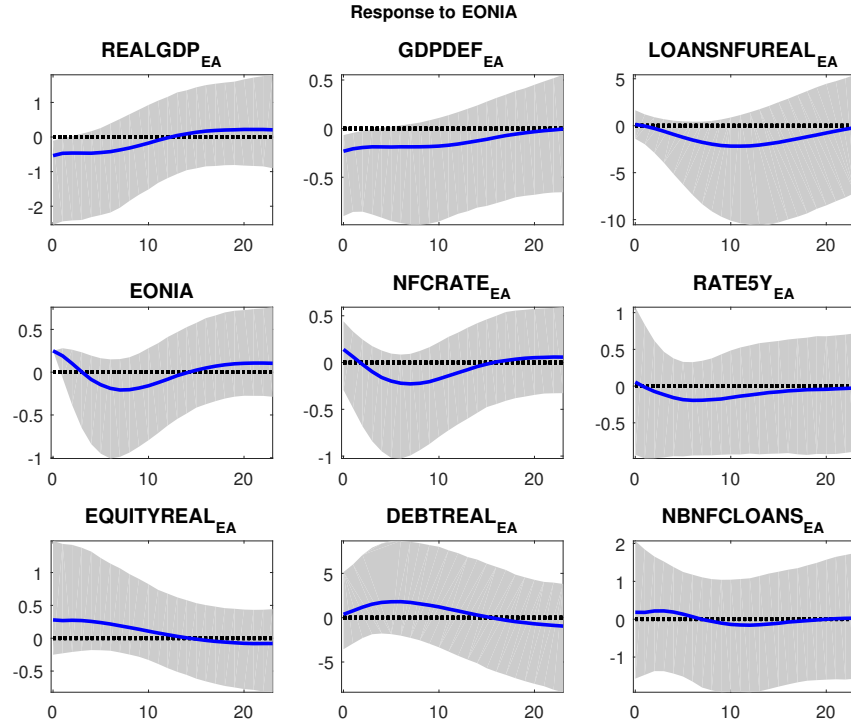 Response to EONIA
REALGDP_EA
GDPDEF_EA
LOANSNFUREAL_EA
1
0
-1
-2
0 10 20
0.5
0
-0.5
0 10 20
5
0
-5
-10
0 10 20
EONIA
NFCRATE_EA
RATE5Y_EA
0.5
0
-0.5
-1
0 10 20
0.5
0
-0.5
-1
0 10 20
1
0.5
0
-0.5
0 10 20
EQUITYREAL_EA
DEBTREAL_EA
NBNFCLOANS_EA
1
0.5
0
-0.5
0 10 20
5
0
-5
0 10 20
2
1
0
-1
0 10 20